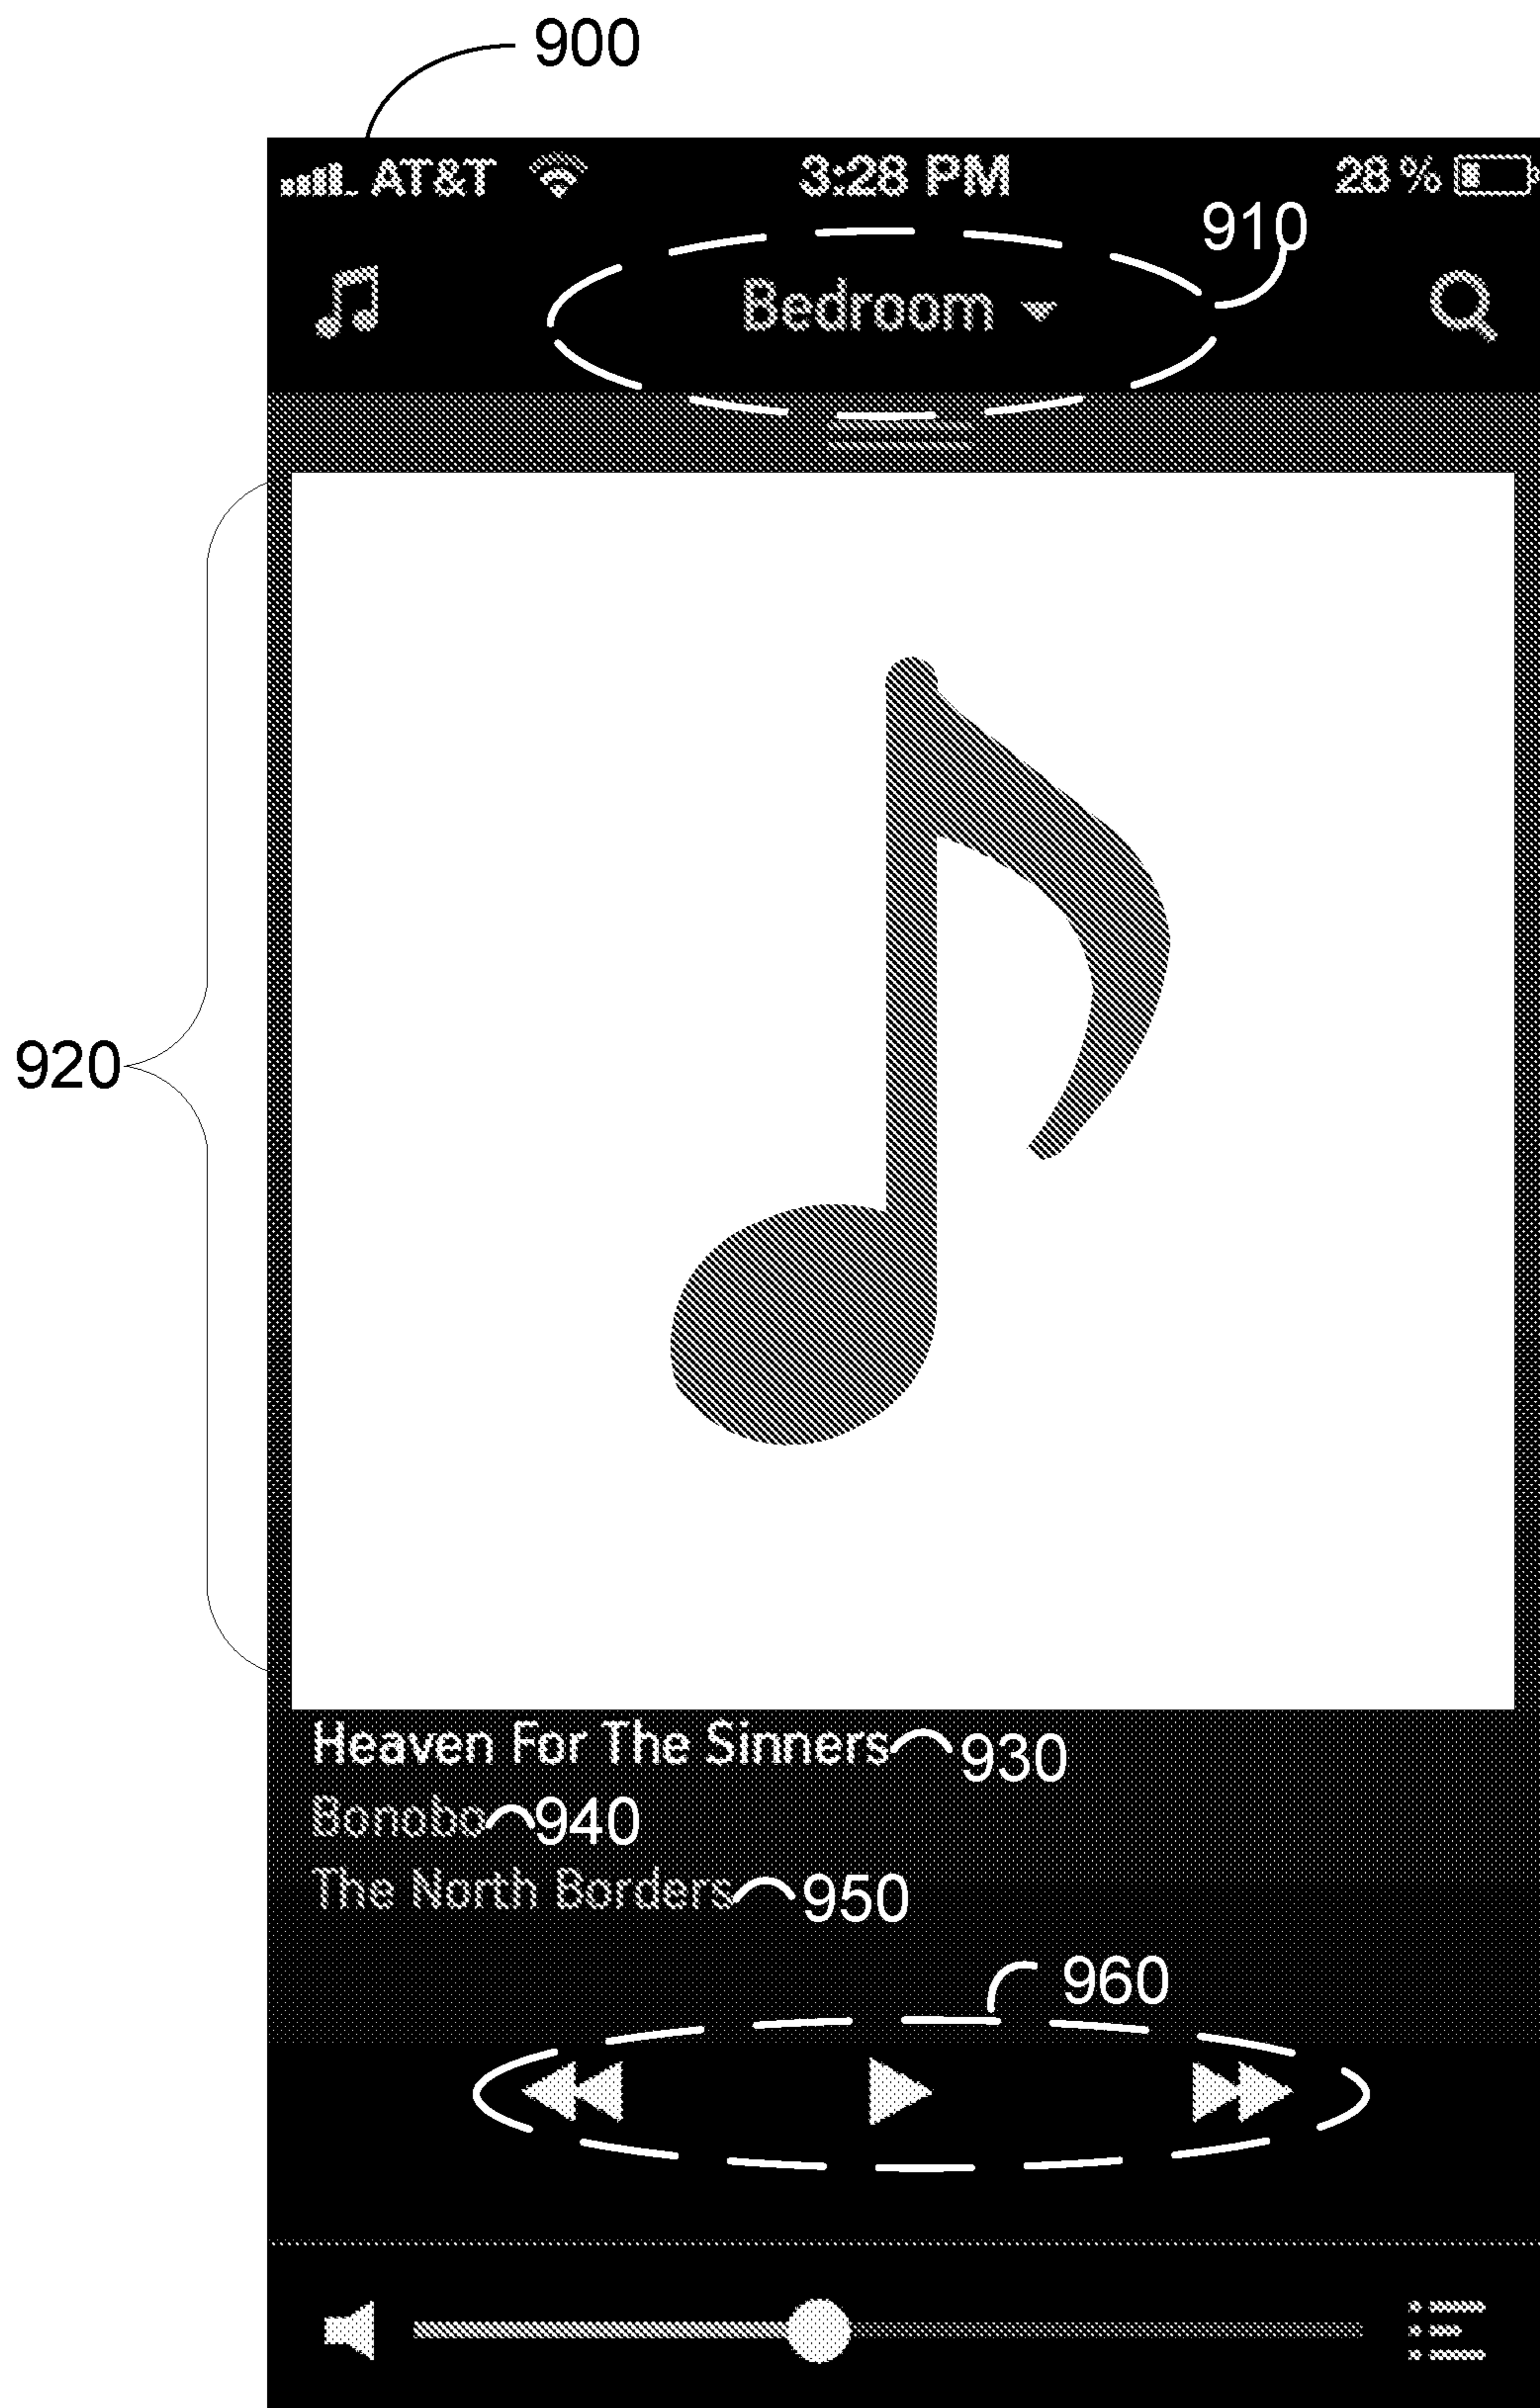 900
AT&T 3:28 PM 28 %
910
Bedroom
920
Heaven For The Sinners 930
Bonobo 940
The North Borders 950
960